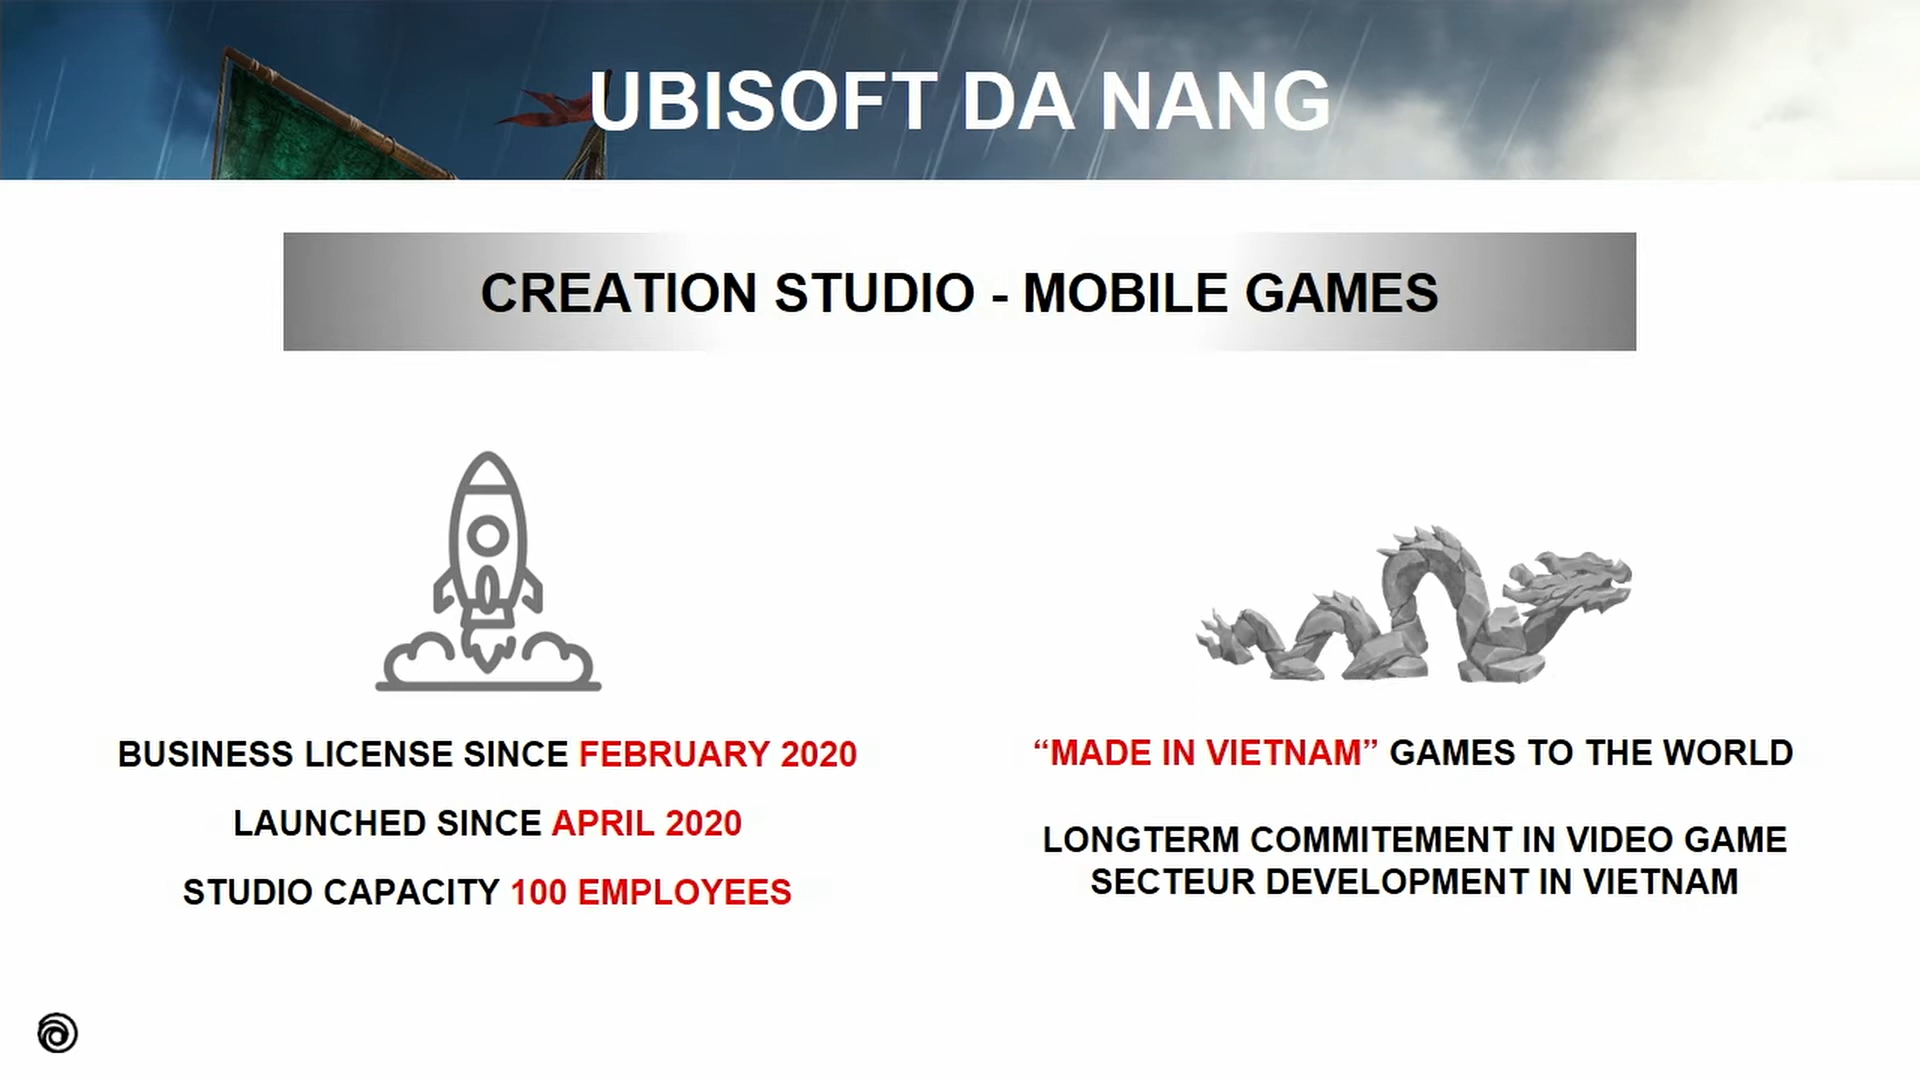 UBISOFT DA NANG
CREATION STUDIO - MOBILE GAMES
BUSINESS LICENSE SINCE FEBRUARY 2020
LAUNCHED SINCE APRIL 2020
STUDIO CAPACITY 100 EMPLOYEES
“MADE IN VIETNAM” GAMES TO THE WORLD
LONGTERM COMMITEMENT IN VIDEO GAME
SECTEUR DEVELOPMENT IN VIETNAM